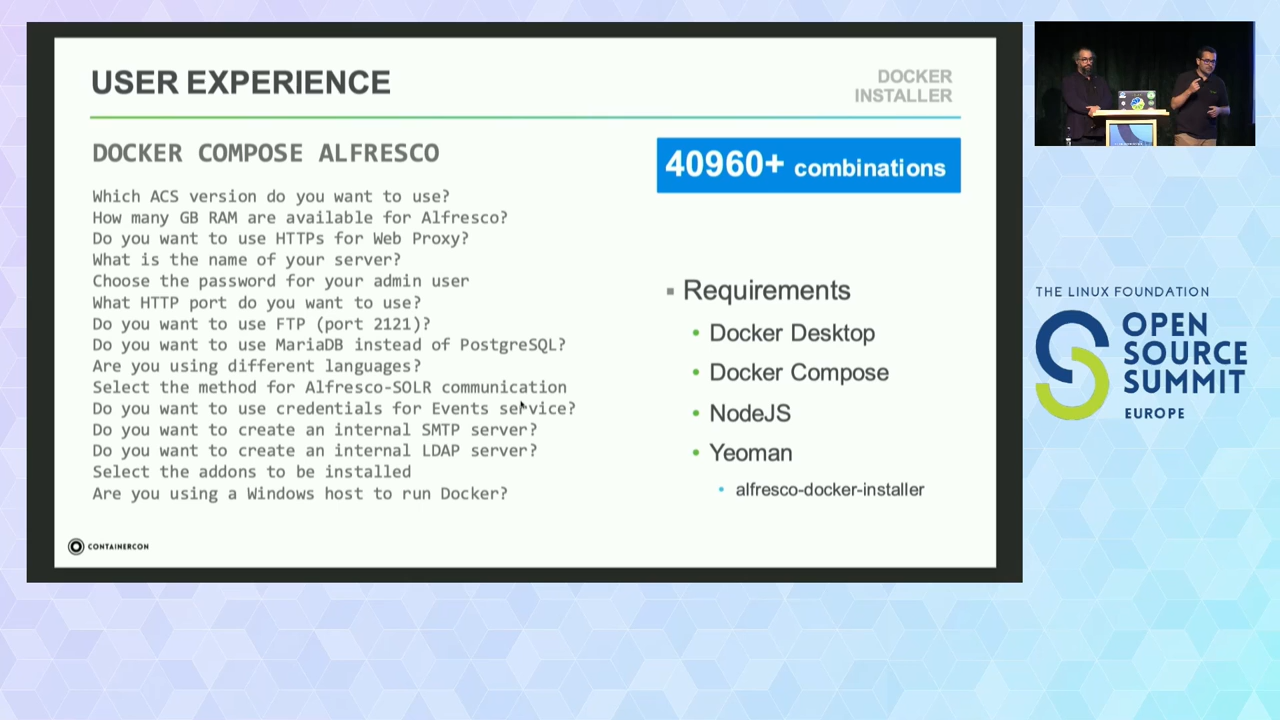 USER EXPERIENCE
DOCKER
INSTALLER
DOCKER COMPOSE ALFRESCO
Which ACS version do you want to use?
How many GB RAM are available for Alfresco?
Do you want to use HTTPs for Web Proxy?
What is the name of your server?
Choose the password for your admin user
What HTTP port do you want to use?
Do you want to use FTP (port 2121)?
Do you want to use MariaDB instead of PostgreSQL?
Are you using different languages?
Select the method for Alfresco-SOLR communication
Do you want to use credentials for Events service?
Do you want to create an internal SMTP server?
Do you want to create an internal LDAP server?
Select the addons to be installed
Are you using a Windows host to run Docker?
40960+ combinations
Requirements
Docker Desktop
Docker Compose
NodeJS
Yeoman
alfresco-docker-installer
CONTAINERCON
THE LINUX FOUNDATION
OPEN
SOURCE
SUMMIT
EUROPE